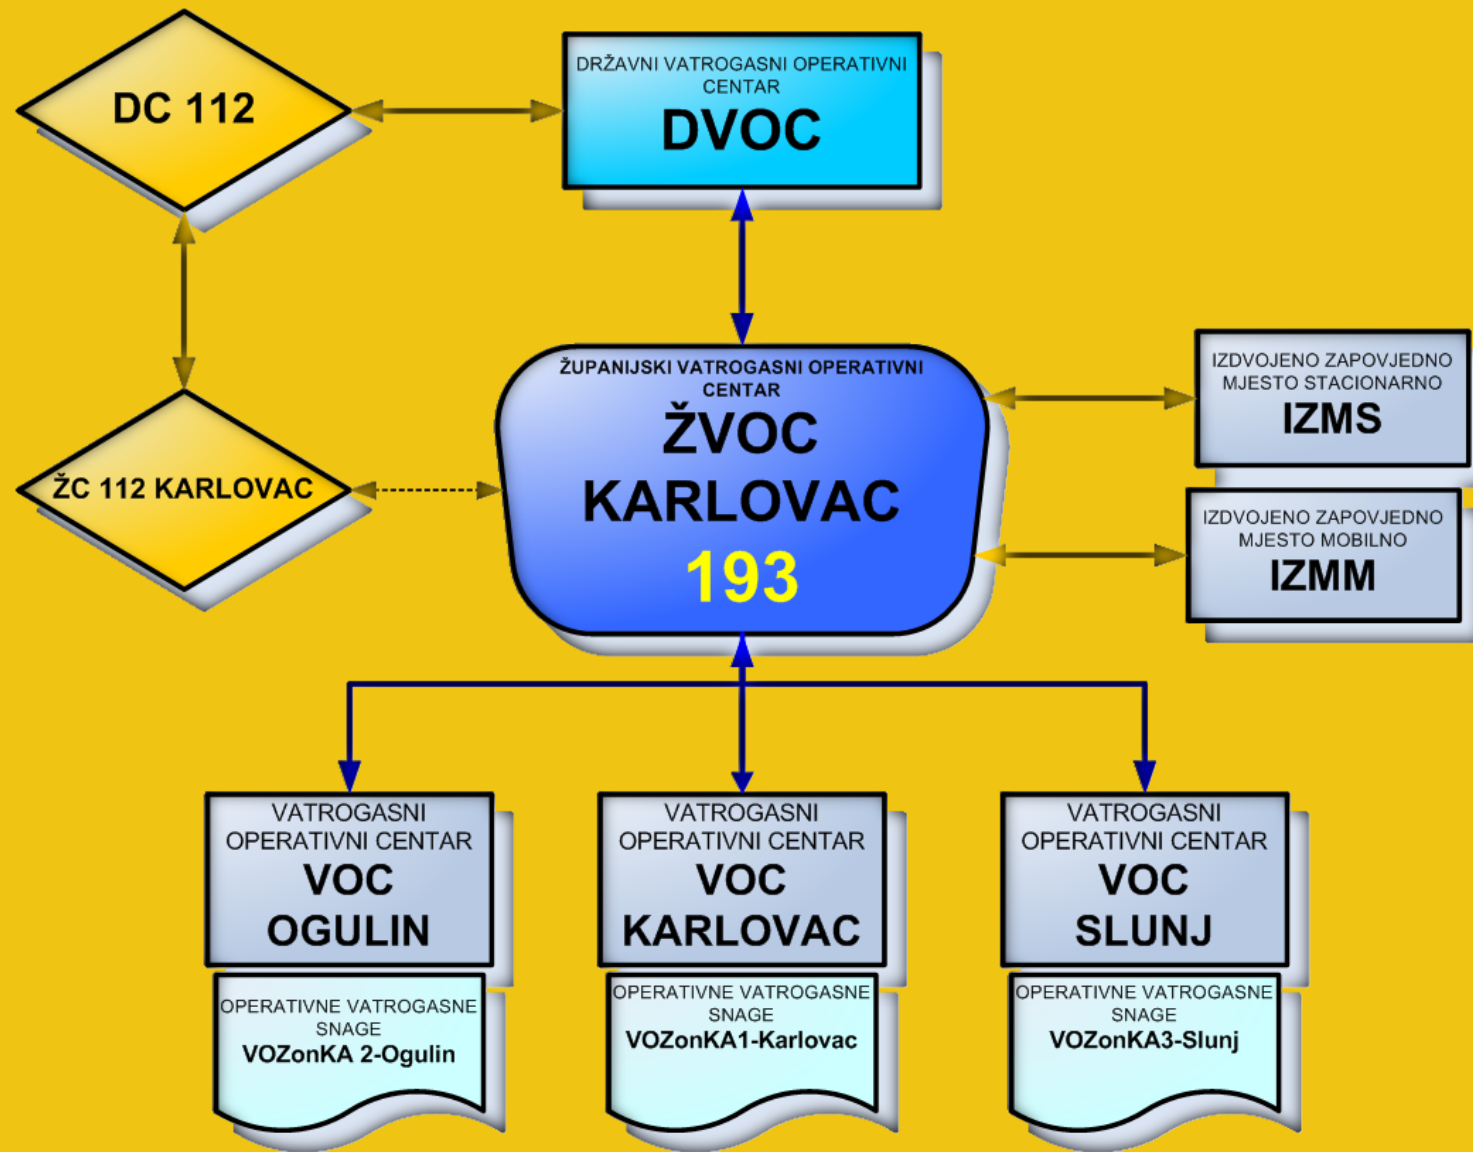 DC 112
DRŽAVNI VATROGASNI OPERATIVNI
CENTAR
DVOC
ŽC 112 KARLOVAC
ŽUPANIJSKI VATROGASNI OPERATIVNI
CENTAR
ŽVOC
KARLOVAC
193
IZDVOJENO ZAPOVJEDNO
MJESTO STACIONARNO
IZMS
IZDVOJENO ZAPOVJEDNO
MJESTO MOBILNO
IZMM
VATROGASNI
OPERATIVNI CENTAR
VOC
OGULIN
OPERATIVNE VATROGASNE
SNAGE
VOZonKA 2-Ogulin
VATROGASNI
OPERATIVNI CENTAR
VOC
KARLOVAC
OPERATIVNE VATROGASNE
SNAGE
VOZonKA1-Karlovac
VATROGASNI
OPERATIVNI CENTAR
VOC
SLUNJ
OPERATIVNE VATROGASNE
SNAGE
VOZonKA3-Slunj